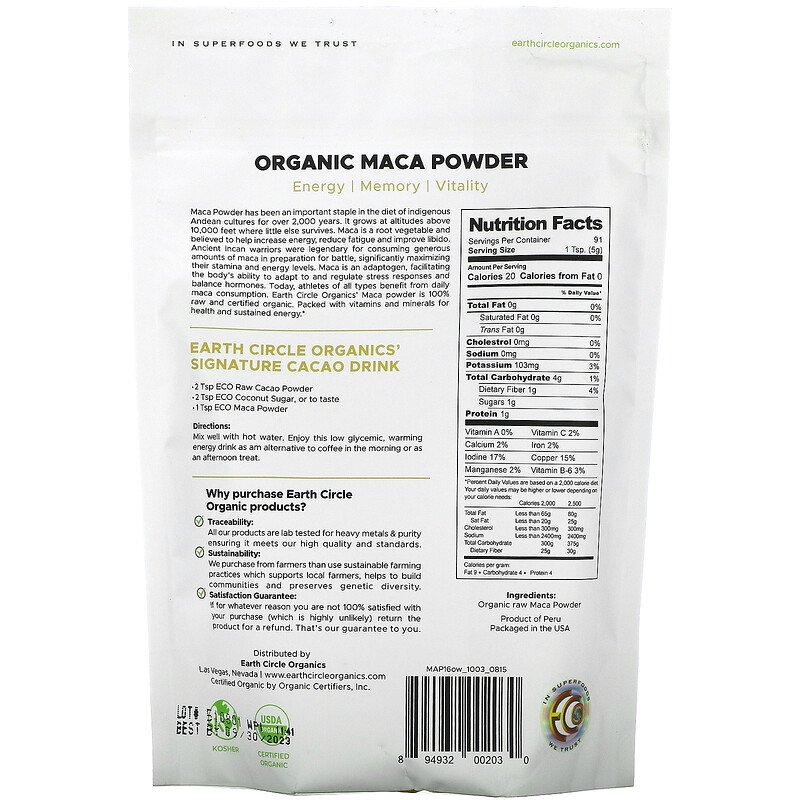 IN SUPERFOODS WE TRUST
earthcircleorganics.com
ORGANIC MACA POWDER
Energy | Memory | Vitality
Maca Powder has been an important staple in the diet of indigenous
Andean cultures for over 2,000 years. It grows at altitudes above
10,000 feet where little else survives. Maca is a root vegetable and
believed to help increase energy, reduce fatigue and improve libido.
Ancient Incan warriors were legendary for consuming generous
amounts of maca in preparation for battle, significantly maximizing
their stamina and energy levels. Maca is an adaptogen, facilitating
the body's ability to adapt to and regulate stress responses and
balance hormones. Today, athletes of all types benefit from daily
maca consumption. Earth Circle Organics' Maca powder is 100%
raw and certified organic. Packed with vitamins and minerals for
health and sustained energy.*
EARTH CIRCLE ORGANICS'
SIGNATURE CACAO DRINK
•2 Tsp ECO Raw Cacao Powder
•2 Tsp ECO Coconut Sugar, or to taste
•1 Tsp ECO Maca Powder
Directions:
Mix well with hot water. Enjoy this low glycemic, warming
energy drink as am alternative to coffee in the morning or as
an afternoon treat.
Why purchase Earth Circle
Organic products?
Traceability:
All our products are lab tested for heavy metals & purity
ensuring it meets our high quality and standards.
Sustainability:
We purchase from farmers than use sustainable farming
practices which supports local farmers, helps to build
communities and preserves genetic diversity.
Satisfaction Guarantee:
If for whatever reason you are not 100% satisfied with
your purchase (which is highly unlikely) return the
product for a refund. That's our guarantee to you.
Distributed by
Earth Circle Organics
Las Vegas, Nevada | www.earthcircleorganics.com
Certified Organic by Organic Certifiers, Inc.
LOT#
BEST
/30/2023
KOSHER
USDA
ORGANIC
CERTIFIED
ORGANIC
Nutrition Facts
Servings Per Container 91
Serving Size 1 Tsp. (5g)
Amount Per Serving
Calories 20 Calories from Fat 0
% Daily Value*
Total Fat 0g 0%
Saturated Fat 0g 0%
Trans Fat 0g
Cholestrol 0mg 0%
Sodium 0mg 0%
Potassium 103mg 3%
Total Carbohydrate 4g 1%
Dietary Fiber 1g 4%
Sugars 1g
Protein 1g
Vitamin A 0% Vitamin C 2%
Calcium 2% Iron 2%
Iodine 17% Copper 15%
Manganese 2% Vitamin B-6 3%
*Percent Daily Values are based on a 2,000 calorie diet
Your daily values may be higher or lower depending on
your calorie needs:
Calories 2,000 2,500
Total Fat Less than 65g 80g
Sat Fat Less than 20g 25g
Cholesterol Less than 300mg 300mg
Sodium Less than 2400mg 2400mg
Total Carbohydrate 300g 375g
Dietary Fiber 25g 30g
Calories per gram:
Fat 9 • Carbohydrate 4 • Protein 4
Ingredients:
Organic raw Maca Powder
Product of Peru
Packaged in the USA
MAP16ow_1003_0815
8 94932 00203 0
IN SUPERFOODS
ECO
WE TRUST